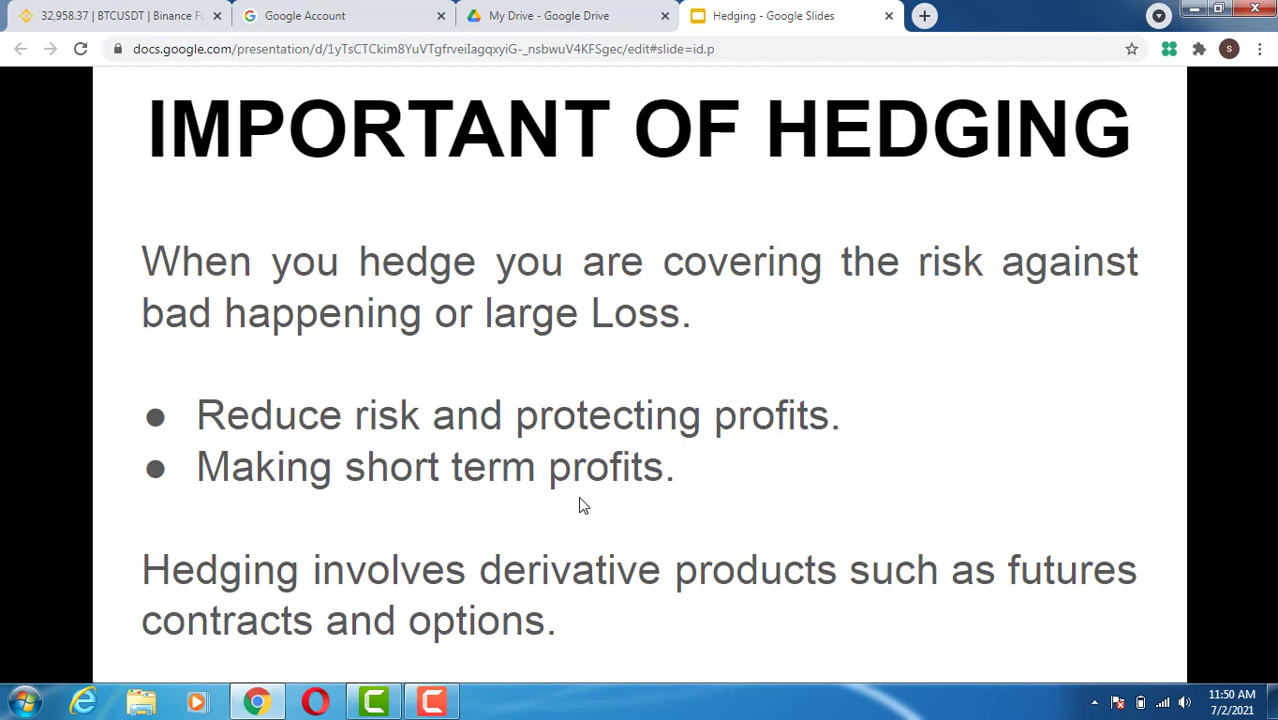 32,958.37 | BTCUSDT | Binance Fu
Google Account
My Drive - Google Drive
Hedging - Google Slides
docs.google.com/presentation/d/1yTsCTCkim8YuVTgfrveiIagqxyiG-_nsbwuV4KFSgec/edit#slide=id.p
S
IMPORTANT OF HEDGING
When you hedge you are covering the risk against
bad happening or large Loss.
● Reduce risk and protecting profits.
● Making short term profits.
Hedging involves derivative products such as futures
contracts and options.
11:50 AM
7/2/2021